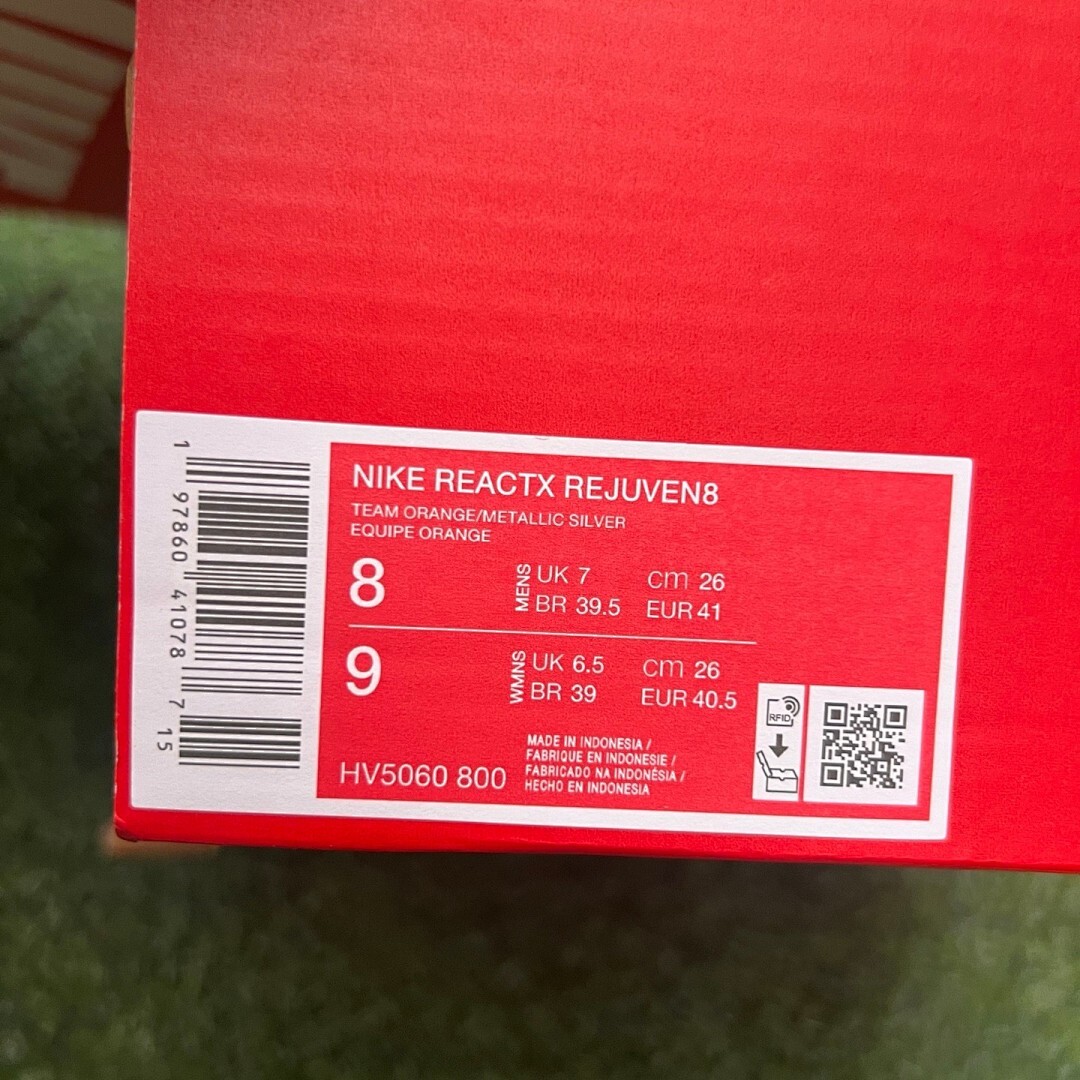 NIKE REACTX REJUVEN8
TEAM ORANGE/METALLIC SILVER
EQUIPE ORANGE
8 MENS UK 7 cm 26
BR 39.5 EUR 41
9 WMNS UK 6.5 cm 26
BR 39 EUR 40.5
HV5060 800
MADE IN INDONESIA /
FABRIQUE EN INDONESIE /
FABRICADO NA INDONÉSIA /
HECHO EN INDONESIA
RFID
1 97860 41078 7 15